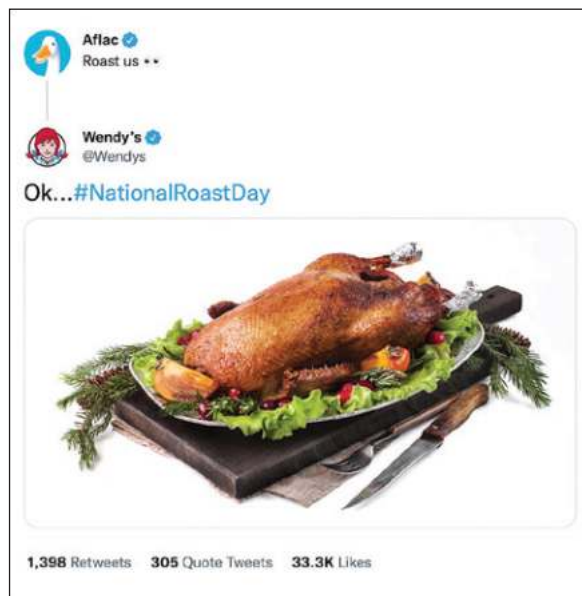 Aflac
Roast us 👀
Wendy's
@Wendys
Ok...#NationalRoastDay
1,398 Retweets 305 Quote Tweets 33.3K Likes